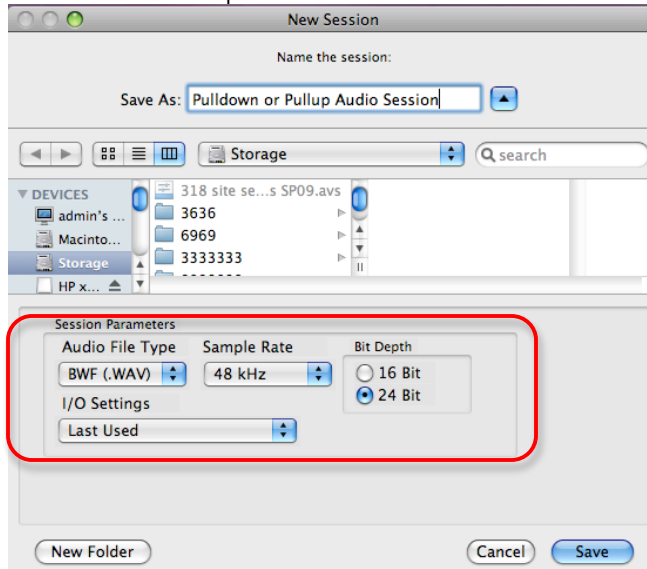 New Session
Name the session:
Save As: Pulldown or Pullup Audio Session
Storage
search
DEVICES
admin's ...
Macinto...
Storage
HP x...
318 site se...s SP09.avs
3636
6969
3333333
Session Parameters
Audio File Type
Sample Rate
Bit Depth
BWF (.WAV)
48 kHz
16 Bit
24 Bit
I/O Settings
Last Used
New Folder
Cancel
Save